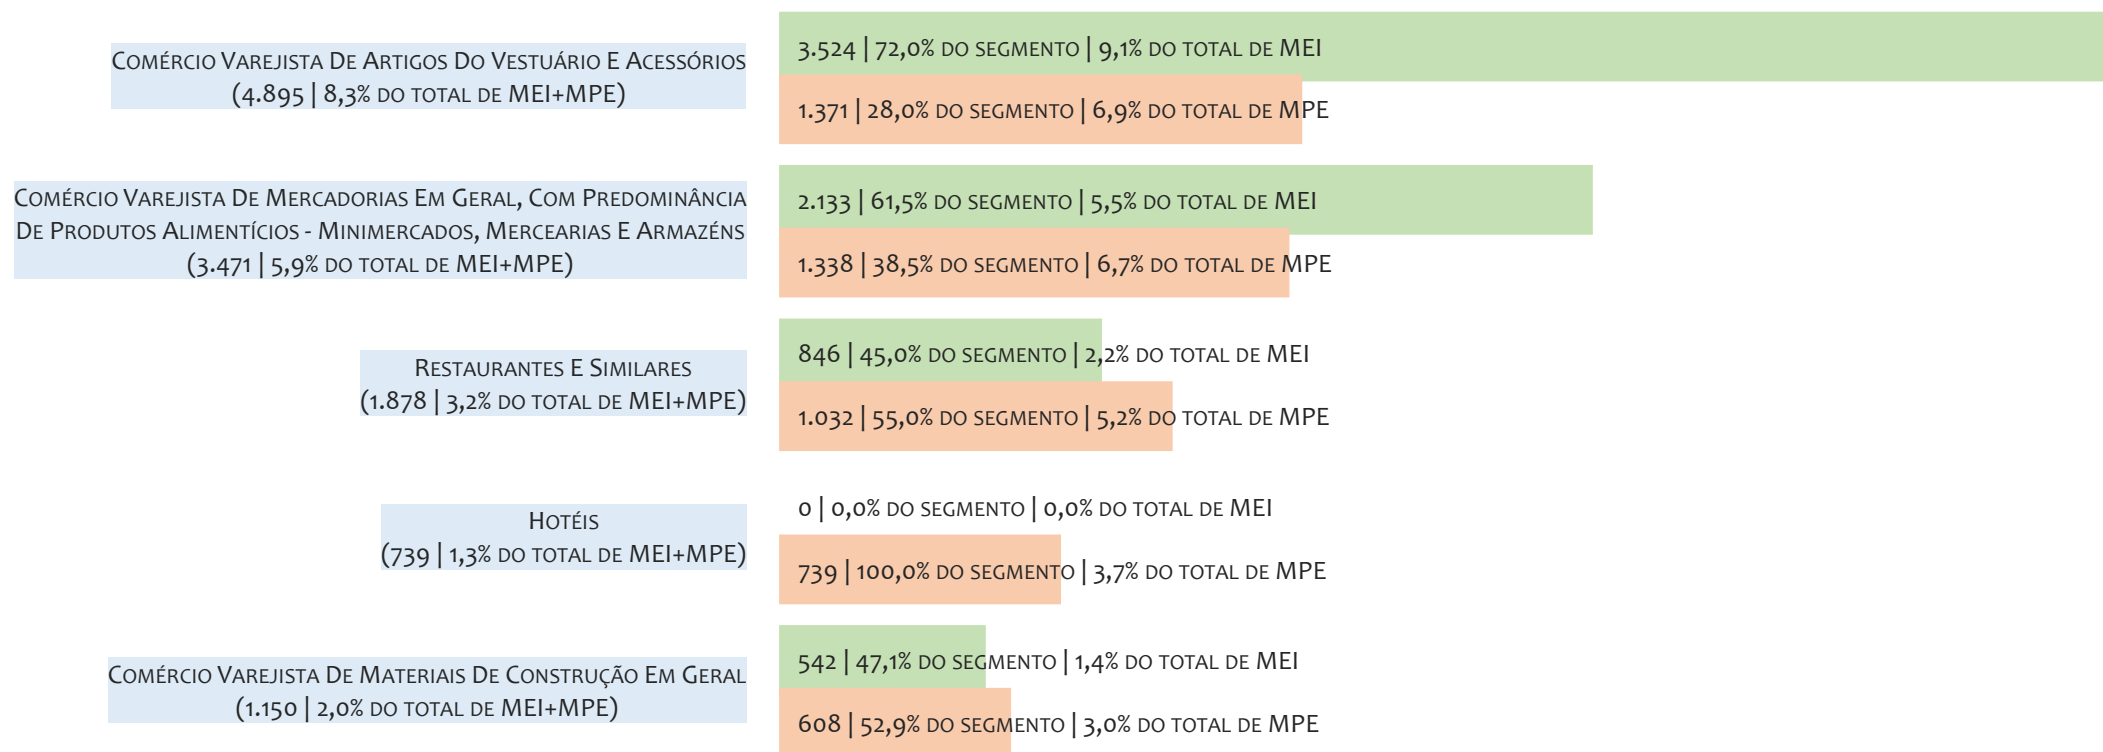 Comércio Varejista De Artigos Do Vestuário E Acessórios
(4.895 | 8,3% do total de MEI+MPE)
3.524 | 72,0% do segmento | 9,1% do total de MEI
1.371 | 28,0% do segmento | 6,9% do total de MPE
Comércio Varejista De Mercadorias Em Geral, Com Predominância
De Produtos Alimentícios - Minimercados, Mercearias E Armazéns
(3.471 | 5,9% do total de MEI+MPE)
2.133 | 61,5% do segmento | 5,5% do total de MEI
1.338 | 38,5% do segmento | 6,7% do total de MPE
Restaurantes E Similares
(1.878 | 3,2% do total de MEI+MPE)
846 | 45,0% do segmento | 2,2% do total de MEI
1.032 | 55,0% do segmento | 5,2% do total de MPE
Hotéis
(739 | 1,3% do total de MEI+MPE)
0 | 0,0% do segmento | 0,0% do total de MEI
739 | 100,0% do segmento | 3,7% do total de MPE
Comércio Varejista De Materiais De Construção Em Geral
(1.150 | 2,0% do total de MEI+MPE)
542 | 47,1% do segmento | 1,4% do total de MEI
608 | 52,9% do segmento | 3,0% do total de MPE